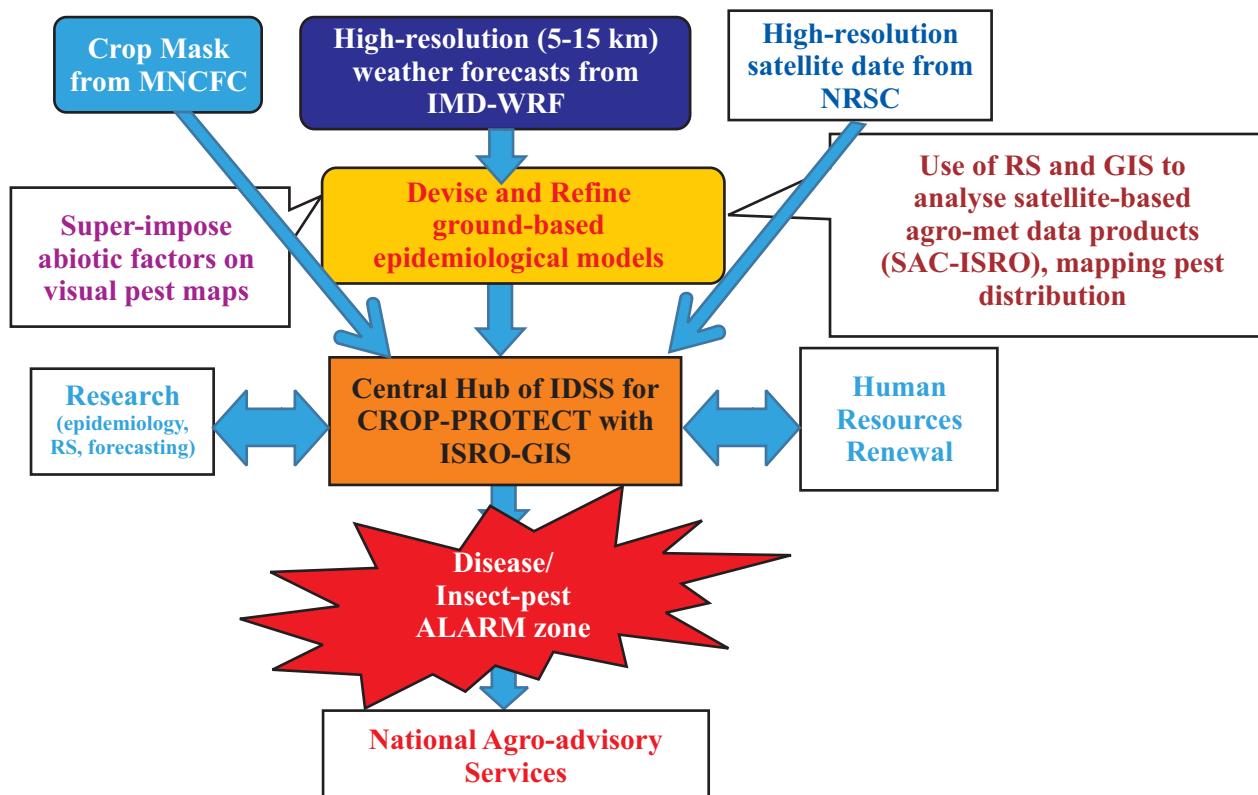 Crop Mask
from MNCFC
High-resolution (5-15 km)
weather forecasts from
IMD-WRF
High-resolution
satellite date from
NRSC
Super-impose
abiotic factors on
visual pest maps
Devise and Refine
ground-based
epidemiological models
Use of RS and GIS to
analyse satellite-based
agro-met data products
(SAC-ISRO), mapping pest
distribution
Research
(epidemiology,
RS, forecasting)
Central Hub of IDSS for
CROP-PROTECT with
ISRO-GIS
Human
Resources
Renewal
Disease/
Insect-pest
ALARM zone
National Agro-advisory
Services